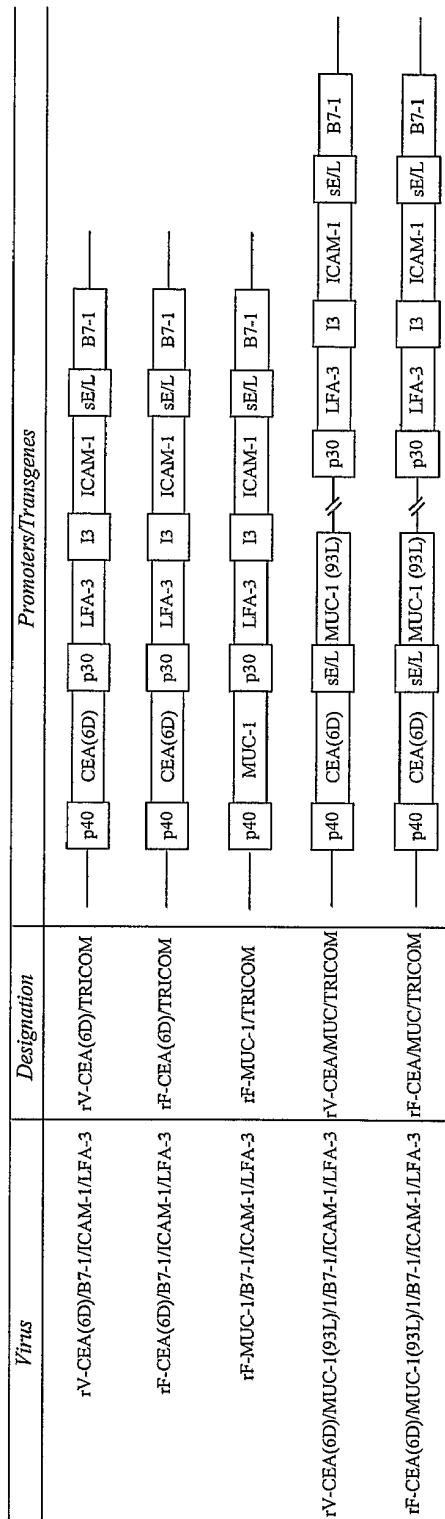 Virus Designation Promoters/Transgenes
rV-CEA(6D)/B7-1/ICAM-1/LFA-3 rV-CEA(6D)/TRICOM p40 CEA(6D) p30 LFA-3 I3 ICAM-1 sE/L B7-1
rF-CEA(6D)/B7-1/ICAM-1/LFA-3 rF-CEA(6D)/TRICOM p40 CEA(6D) p30 LFA-3 I3 ICAM-1 sE/L B7-1
rF-MUC-1/B7-1/ICAM-1/LFA-3 rF-MUC-1/TRICOM p40 MUC-1 p30 LFA-3 I3 ICAM-1 sE/L B7-1
rV-CEA(6D)/MUC-1(93L)/1/B7-1/ICAM-1/LFA-3 rV-CEA/MUC/TRICOM p40 CEA(6D) sE/L MUC-1 (93L) p30 LFA-3 I3 ICAM-1 sE/L B7-1
rF-CEA(6D)/MUC-1(93L)/1/B7-1/ICAM-1/LFA-3 rF-CEA/MUC/TRICOM p40 CEA(6D) sE/L MUC-1 (93L) p30 LFA-3 I3 ICAM-1 sE/L B7-1